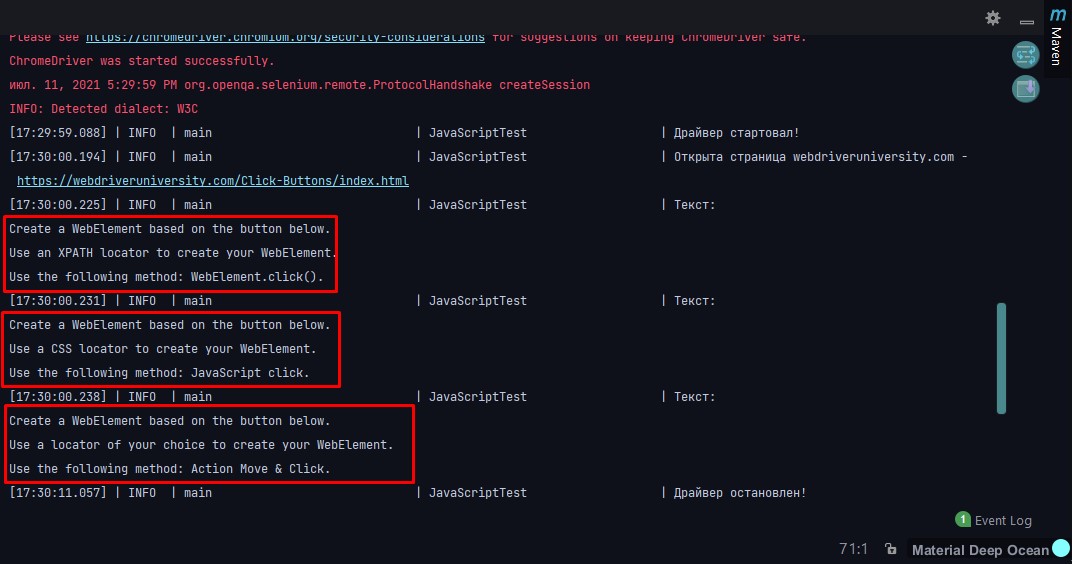 Please see https://chromedriver.chromium.org/security-considerations for suggestions on keeping ChromeDriver safe.
ChromeDriver was started successfully.
июл. 11, 2021 5:29:59 PM org.openqa.selenium.remote.ProtocolHandshake createSession
INFO: Detected dialect: W3C
[17:29:59.088] | INFO | main | JavaScriptTest | Драйвер стартовал!
[17:30:00.194] | INFO | main | JavaScriptTest | Открыта страница webdriveruniversity.com -
https://webdriveruniversity.com/Click-Buttons/index.html
[17:30:00.225] | INFO | main | JavaScriptTest | Текст:
Create a WebElement based on the button below.
Use an XPATH locator to create your WebElement.
Use the following method: WebElement.click().
[17:30:00.231] | INFO | main | JavaScriptTest | Текст:
Create a WebElement based on the button below.
Use a CSS locator to create your WebElement.
Use the following method: JavaScript click.
[17:30:00.238] | INFO | main | JavaScriptTest | Текст:
Create a WebElement based on the button below.
Use a locator of your choice to create your WebElement.
Use the following method: Action Move & Click.
[17:30:11.057] | INFO | main | JavaScriptTest | Драйвер остановлен!
m
Maven
1 Event Log
71:1 Material Deep Ocean